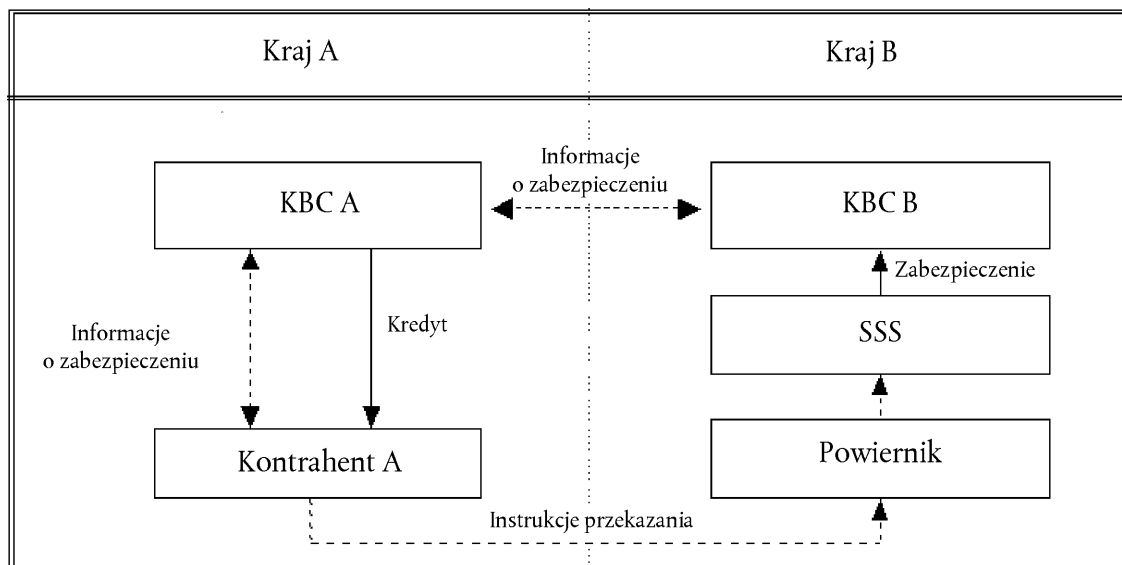 Kraj A
Kraj B
Informacje
o zabezpieczeniu
KBC A
KBC B
Zabezpieczenie
Informacje
o zabezpieczeniu
Kredyt
SSS
Kontrahent A
Powiernik
Instrukcje przekazania